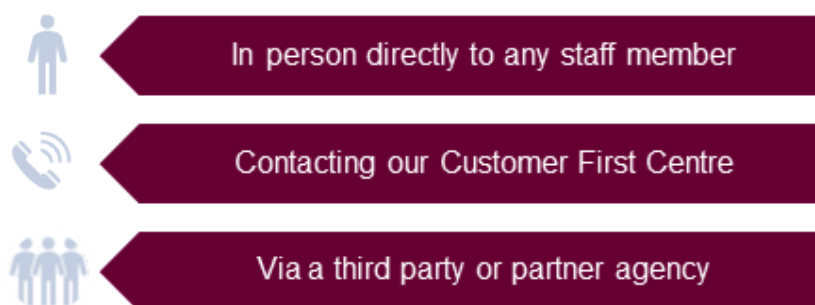 In person directly to any staff member
Contacting our Customer First Centre
Via a third party or partner agency